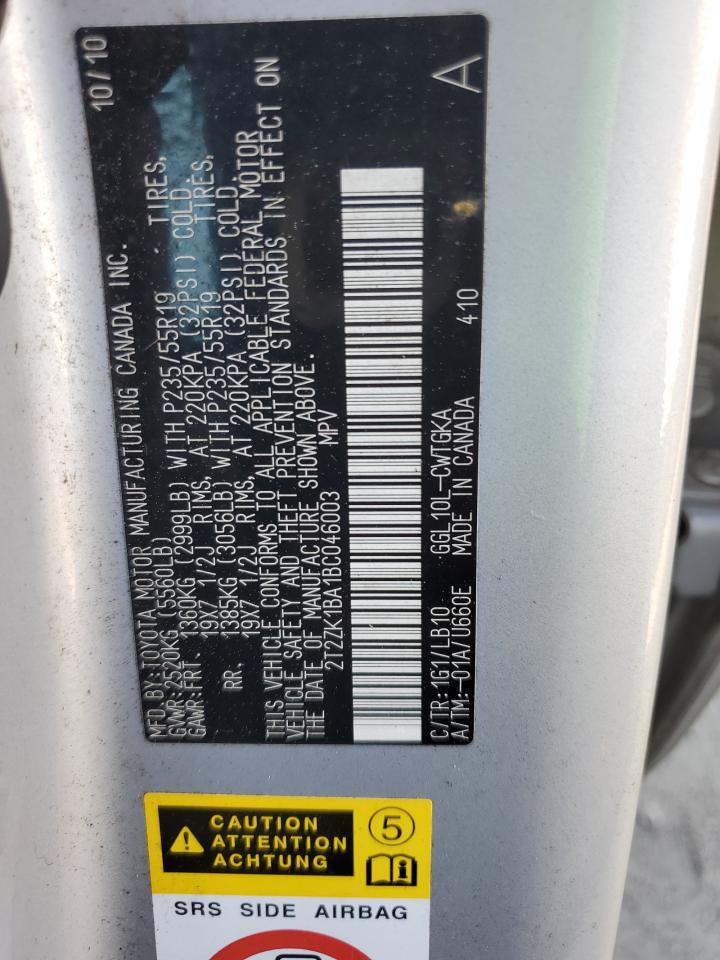 MFD.BY:TOYOTA MOTOR MANUFACTURING CANADA INC. 10/10
GVWR:2520KG (5560LB)
GAWR:FRT 1360KG (2999LB) WITH P235/55R19 TIRES,
19X7 1/2J RIMS, AT 220KPA (32PSI) COLD.
RR. 1385KG (3056LB) WITH P235/55R19 TIRES,
19X7 1/2J RIMS, AT 220KPA (32PSI) COLD.
THIS VEHICLE CONFORMS TO ALL APPLICABLE FEDERAL MOTOR
VEHICLE SAFETY AND THEFT PREVENTION STANDARDS IN EFFECT ON
THE DATE OF MANUFACTURE SHOWN ABOVE.
2T2ZK1BA1BC046003 MPV
C/TR:1G1/LB10 GGL10L-CWTGKA
A/TM:-01A/U660E MADE IN CANADA 410 A
CAUTION
ATTENTION
ACHTUNG
5
SRS SIDE AIRBAG